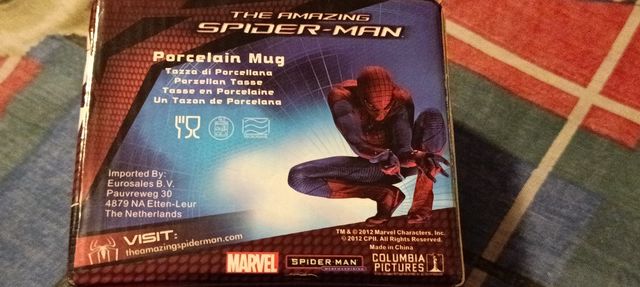 THE AMAZING
SPIDER-MAN
Porcelain Mug
Tazza di Porcellana
Porzellan Tasse
Tasse en Porcelaine
Un Tazon de Porcelana
Imported By:
Eurosales B.V.
Pauvreweg 30
4879 NA Etten-Leur
The Netherlands
TM & © 2012 Marvel Characters, Inc.
© 2012 CPII. All Rights Reserved.
Made in China
VISIT:
theamazingspiderman.com
MARVEL
SPIDER-MAN
MERCHANDISING
COLUMBIA
PICTURES